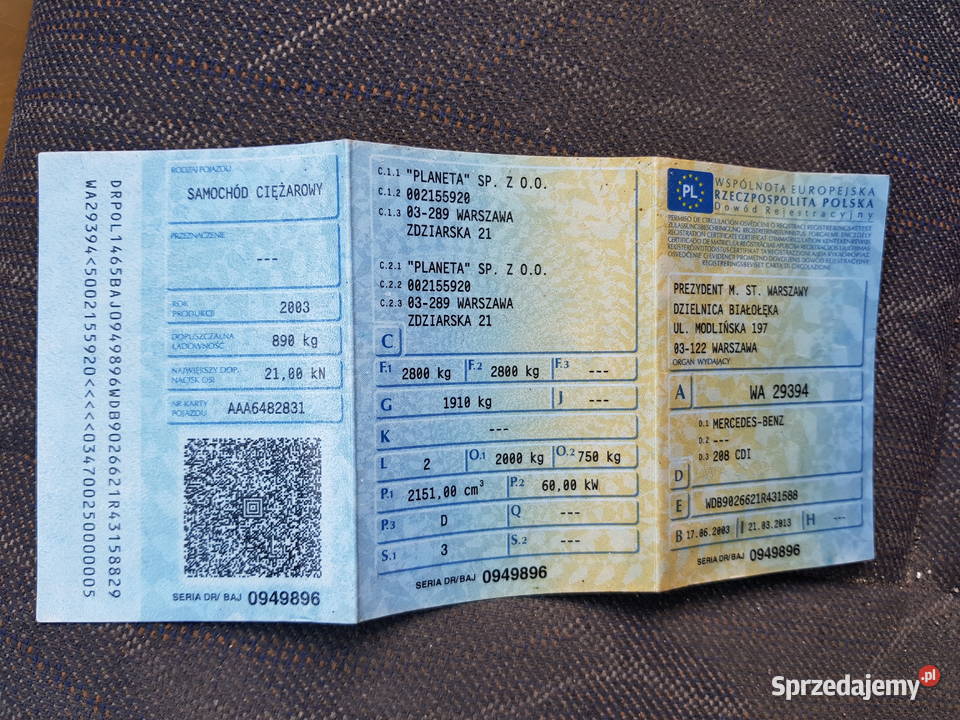 DRPOL1465BAJ0949896WDB9026621R43158829
WA29394<500215592O<<<<<034700250000005
RODZAJ POJAZDU
SAMOCHÓD CIĘŻAROWY
PRZEZNACZENIE
---
ROK PRODUKCJI
2003
DOPUSZCZALNA ŁADOWNOŚĆ
890 kg
NAJWIĘKSZY DOP. NACISK OSI
21,00 kN
NR KARTY POJAZDU
AAA6482831
SERIA DR/ BAJ 0949896
C.1.1 "PLANETA" SP. Z O.O.
C.1.2 002155920
C.1.3 03-289 WARSZAWA
ZDZIARSKA 21
C.2.1 "PLANETA" SP. Z O.O.
C.2.2 002155920
C.2.3 03-289 WARSZAWA
ZDZIARSKA 21
C
F.1 2800 kg F.2 2800 kg F.3 ---
G 1910 kg J ---
K ---
L 2 O.1 2000 kg O.2 750 kg
P.1 2151,00 cm³ P.2 60,00 kW
P.3 D Q ---
S.1 3 S.2 ---
SERIA DR/BAJ 0949896
PL
WSPÓLNOTA EUROPEJSKA
RZECZPOSPOLITA POLSKA
Dowód Rejestracyjny
PREZYDENT M. ST. WARSZAWY
DZIELNICA BIAŁOŁĘKA
UL. MODLIŃSKA 197
03-122 WARSZAWA
ORGAN WYDAJĄCY
A WA 29394
D.1 MERCEDES-BENZ
D.2 ---
D.3 208 CDI
D
E WDB9026621R431588
B 17.06.2003 I 21.03.2013 H ---
SERIA DR/BAJ 0949896
Sprzedajemy.pl